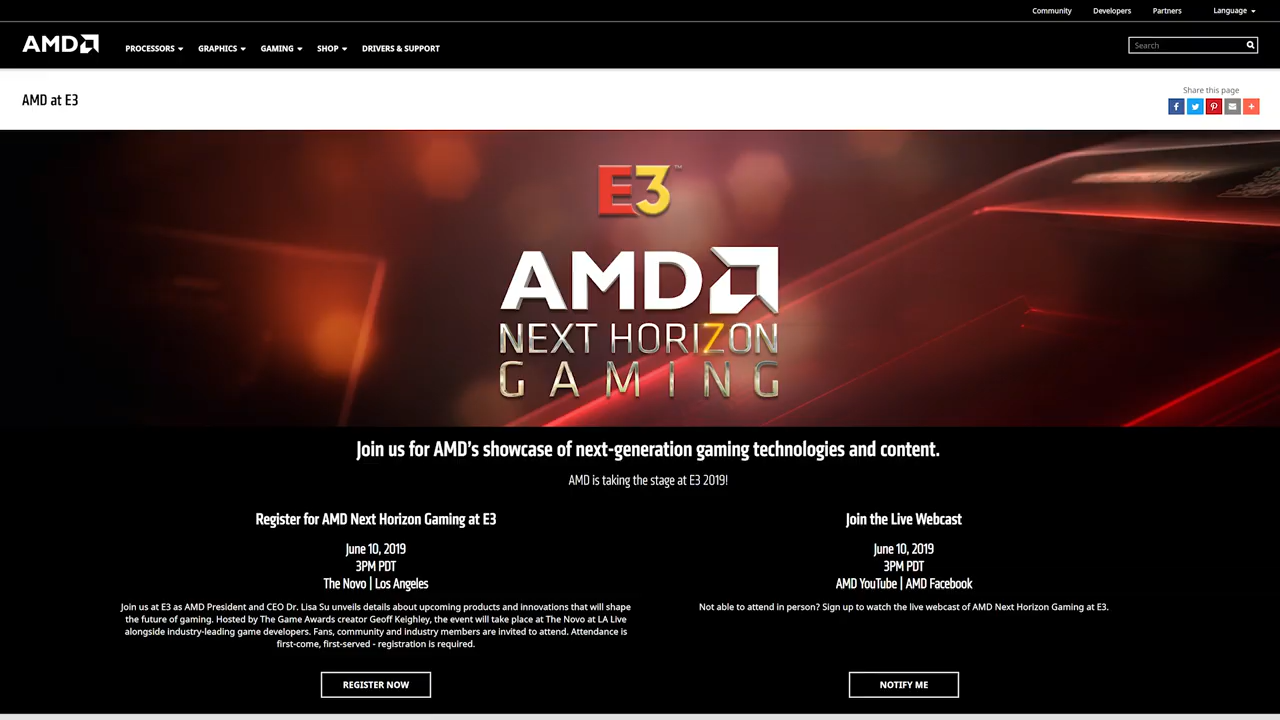 Community Developers Partners Language
AMD PROCESSORS GRAPHICS GAMING SHOP DRIVERS & SUPPORT Search
AMD at E3
Share this page
E3™
AMD
NEXT HORIZON
GAMING
Join us for AMD's showcase of next-generation gaming technologies and content.
AMD is taking the stage at E3 2019!
Register for AMD Next Horizon Gaming at E3
June 10, 2019
3PM PDT
The Novo | Los Angeles
Join us at E3 as AMD President and CEO Dr. Lisa Su unveils details about upcoming products and innovations that will shape
the future of gaming. Hosted by The Game Awards creator Geoff Keighley, the event will take place at The Novo at LA Live
alongside industry-leading game developers. Fans, community and industry members are invited to attend. Attendance is
first-come, first-served - registration is required.
REGISTER NOW
Join the Live Webcast
June 10, 2019
3PM PDT
AMD YouTube | AMD Facebook
Not able to attend in person? Sign up to watch the live webcast of AMD Next Horizon Gaming at E3.
NOTIFY ME